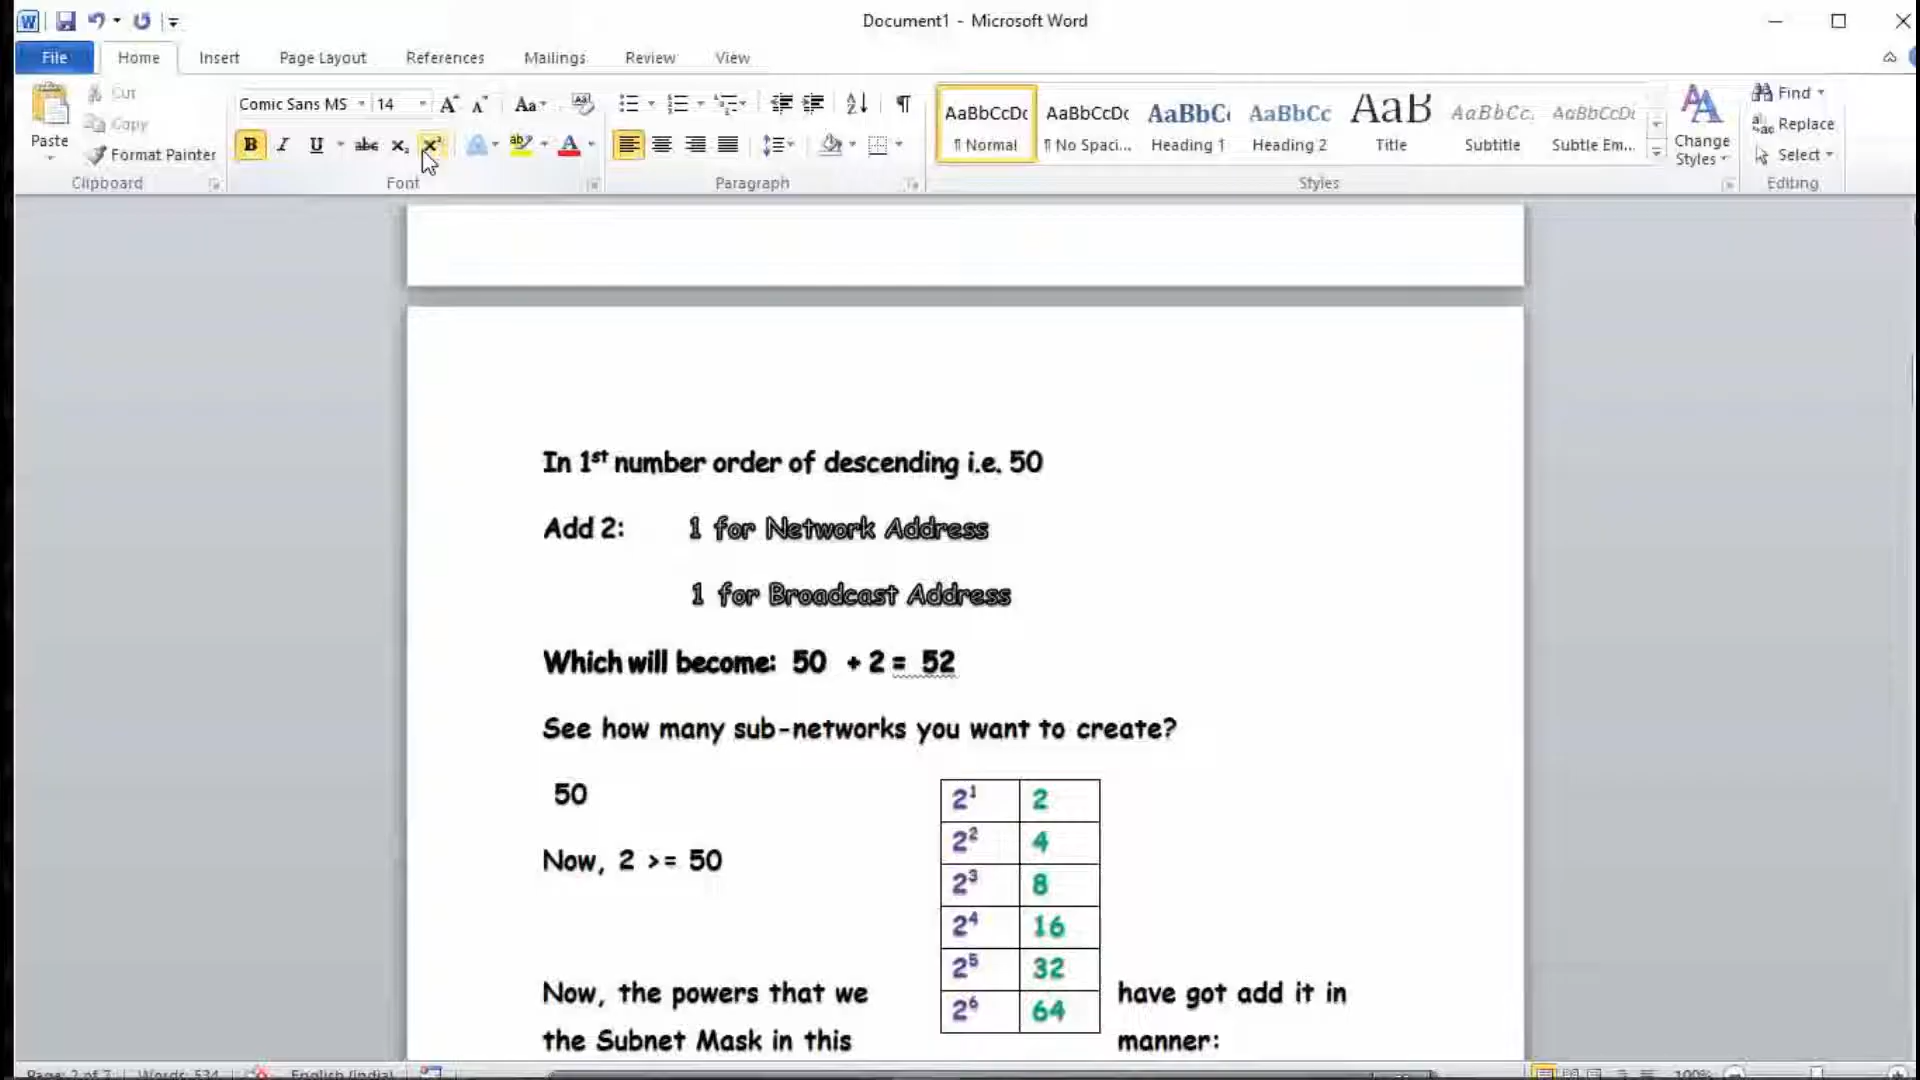 Document1 - Microsoft Word
File Home Insert Page Layout References Mailings Review View
Paste
Cut
Copy
Format Painter
Clipboard
Comic Sans MS 14
Font
Paragraph
AaBbCcDc AaBbCcDc AaBbC AaBbCc AaB AaBbCc. AaBbCcDc
¶ Normal ¶ No Spaci... Heading 1 Heading 2 Title Subtitle Subtle Em...
Change Styles
Styles
Find
Replace
Select
Editing
In 1st number order of descending i.e. 50
Add 2: 1 for Network Address
1 for Broadcast Address
Which will become: 50 + 2 = 52
See how many sub-networks you want to create?
50
Now, 2 >= 50
2¹ 2
2² 4
2³ 8
2⁴ 16
2⁵ 32
2⁶ 64
Now, the powers that we have got add it in
the Subnet Mask in this manner:
Words: 534 English (India) 100%